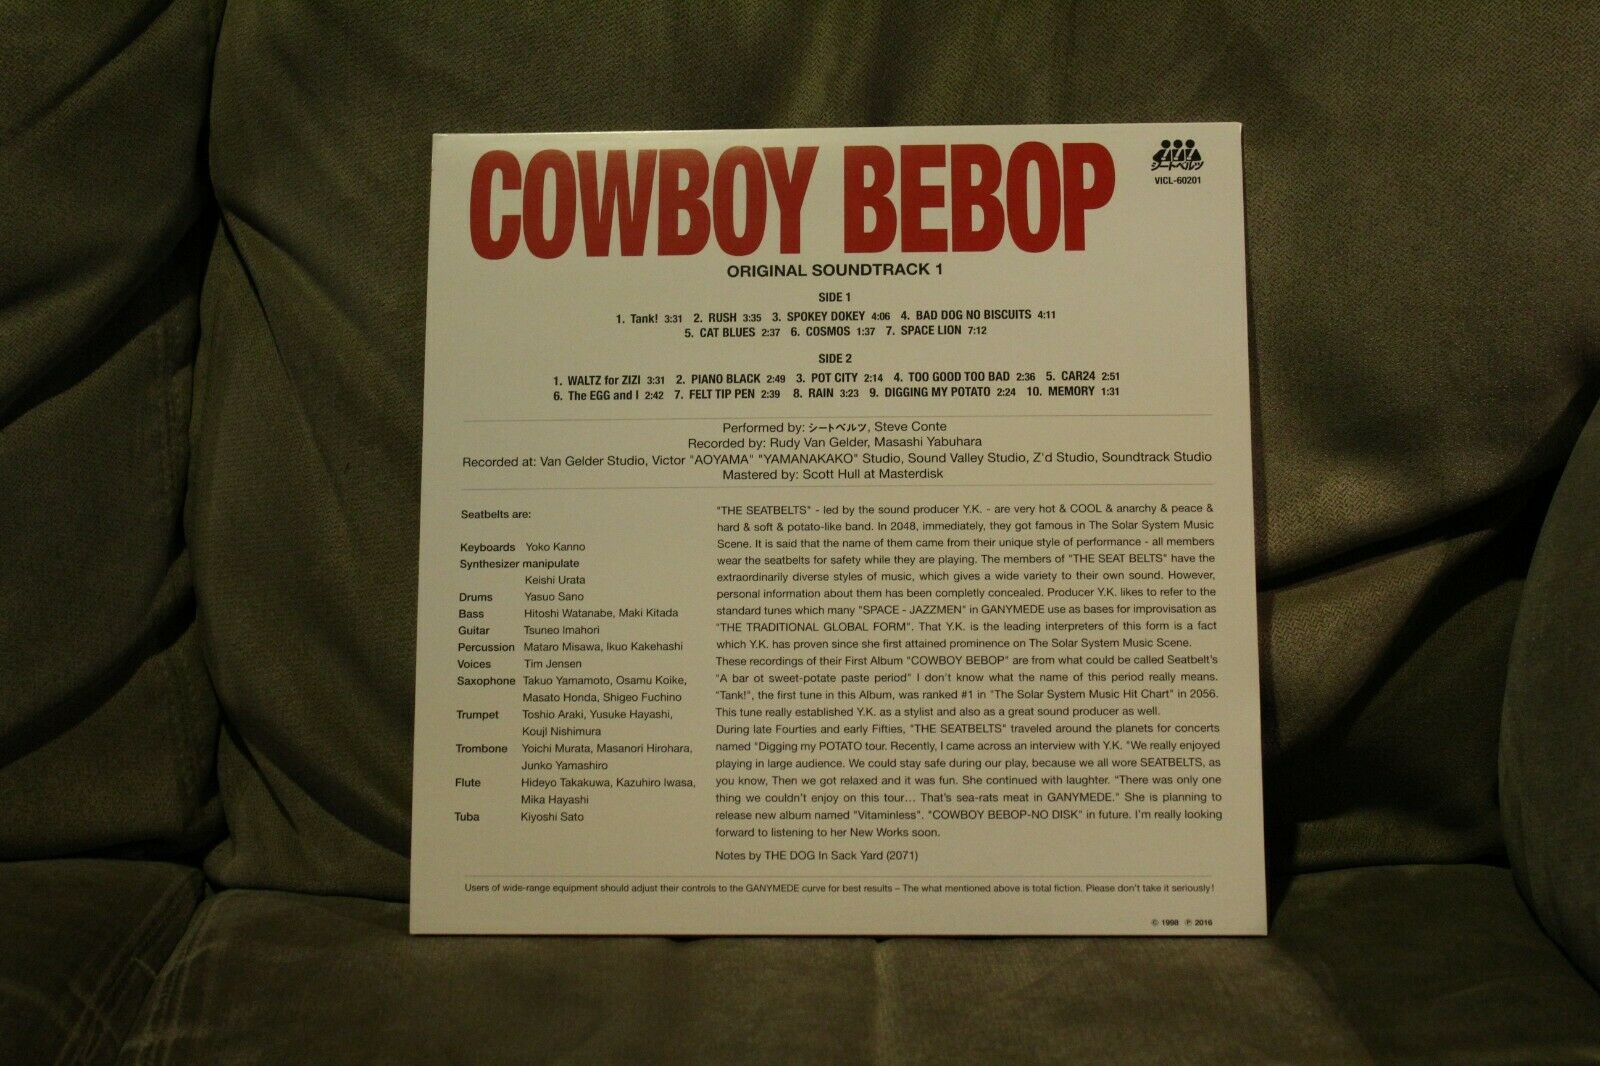 COWBOY BEBOP
シートベルツ
VICL-60201
ORIGINAL SOUNDTRACK 1
SIDE 1
1. Tank! 3:31 2. RUSH 3:35 3. SPOKEY DOKEY 4:06 4. BAD DOG NO BISCUITS 4:11
5. CAT BLUES 2:37 6. COSMOS 1:37 7. SPACE LION 7:12
SIDE 2
1. WALTZ for ZIZI 3:31 2. PIANO BLACK 2:49 3. POT CITY 2:14 4. TOO GOOD TOO BAD 2:36 5. CAR24 2:51
6. The EGG and I 2:42 7. FELT TIP PEN 2:39 8. RAIN 3:23 9. DIGGING MY POTATO 2:24 10. MEMORY 1:31
Performed by: シートベルツ, Steve Conte
Recorded by: Rudy Van Gelder, Masashi Yabuhara
Recorded at: Van Gelder Studio, Victor "AOYAMA" "YAMANAKAKO" Studio, Sound Valley Studio, Z'd Studio, Soundtrack Studio
Mastered by: Scott Hull at Masterdisk
Seatbelts are:
Keyboards Yoko Kanno
Synthesizer manipulate
Keishi Urata
Drums Yasuo Sano
Bass Hitoshi Watanabe, Maki Kitada
Guitar Tsuneo Imahori
Percussion Mataro Misawa, Ikuo Kakehashi
Voices Tim Jensen
Saxophone Takuo Yamamoto, Osamu Koike,
Masato Honda, Shigeo Fuchino
Trumpet Toshio Araki, Yusuke Hayashi,
Koujl Nishimura
Trombone Yoichi Murata, Masanori Hirohara,
Junko Yamashiro
Flute Hideyo Takakuwa, Kazuhiro Iwasa,
Mika Hayashi
Tuba Kiyoshi Sato
"THE SEATBELTS" - led by the sound producer Y.K. - are very hot & COOL & anarchy & peace &
hard & soft & potato-like band. In 2048, immediately, they got famous in The Solar System Music
Scene. It is said that the name of them came from their unique style of performance - all members
wear the seatbelts for safety while they are playing. The members of "THE SEAT BELTS" have the
extraordinarily diverse styles of music, which gives a wide variety to their own sound. However,
personal information about them has been completly concealed. Producer Y.K. likes to refer to the
standard tunes which many "SPACE - JAZZMEN" in GANYMEDE use as bases for improvisation as
"THE TRADITIONAL GLOBAL FORM". That Y.K. is the leading interpreters of this form is a fact
which Y.K. has proven since she first attained prominence on The Solar System Music Scene.
These recordings of their First Album "COWBOY BEBOP" are from what could be called Seatbelt's
"A bar ot sweet-potato paste period" I don't know what the name of this period really means.
"Tank!", the first tune in this Album, was ranked #1 in "The Solar System Music Hit Chart" in 2056.
This tune really established Y.K. as a stylist and also as a great sound producer as well.
During late Fourties and early Fifties, "THE SEATBELTS" traveled around the planets for concerts
named "Digging my POTATO tour. Recently, I came across an interview with Y.K. "We really enjoyed
playing in large audience. We could stay safe during our play, because we all wore SEATBELTS, as
you know, Then we got relaxed and it was fun. She continued with laughter. "There was only one
thing we couldn't enjoy on this tour... That's sea-rats meat in GANYMEDE." She is planning to
release new album named "Vitaminless". "COWBOY BEBOP-NO DISK" in future. I'm really looking
forward to listening to her New Works soon.
Notes by THE DOG In Sack Yard (2071)
Users of wide-range equipment should adjust their controls to the GANYMEDE curve for best results – The what mentioned above is total fiction. Please don't take it seriously!
© 1998 ℗ 2016